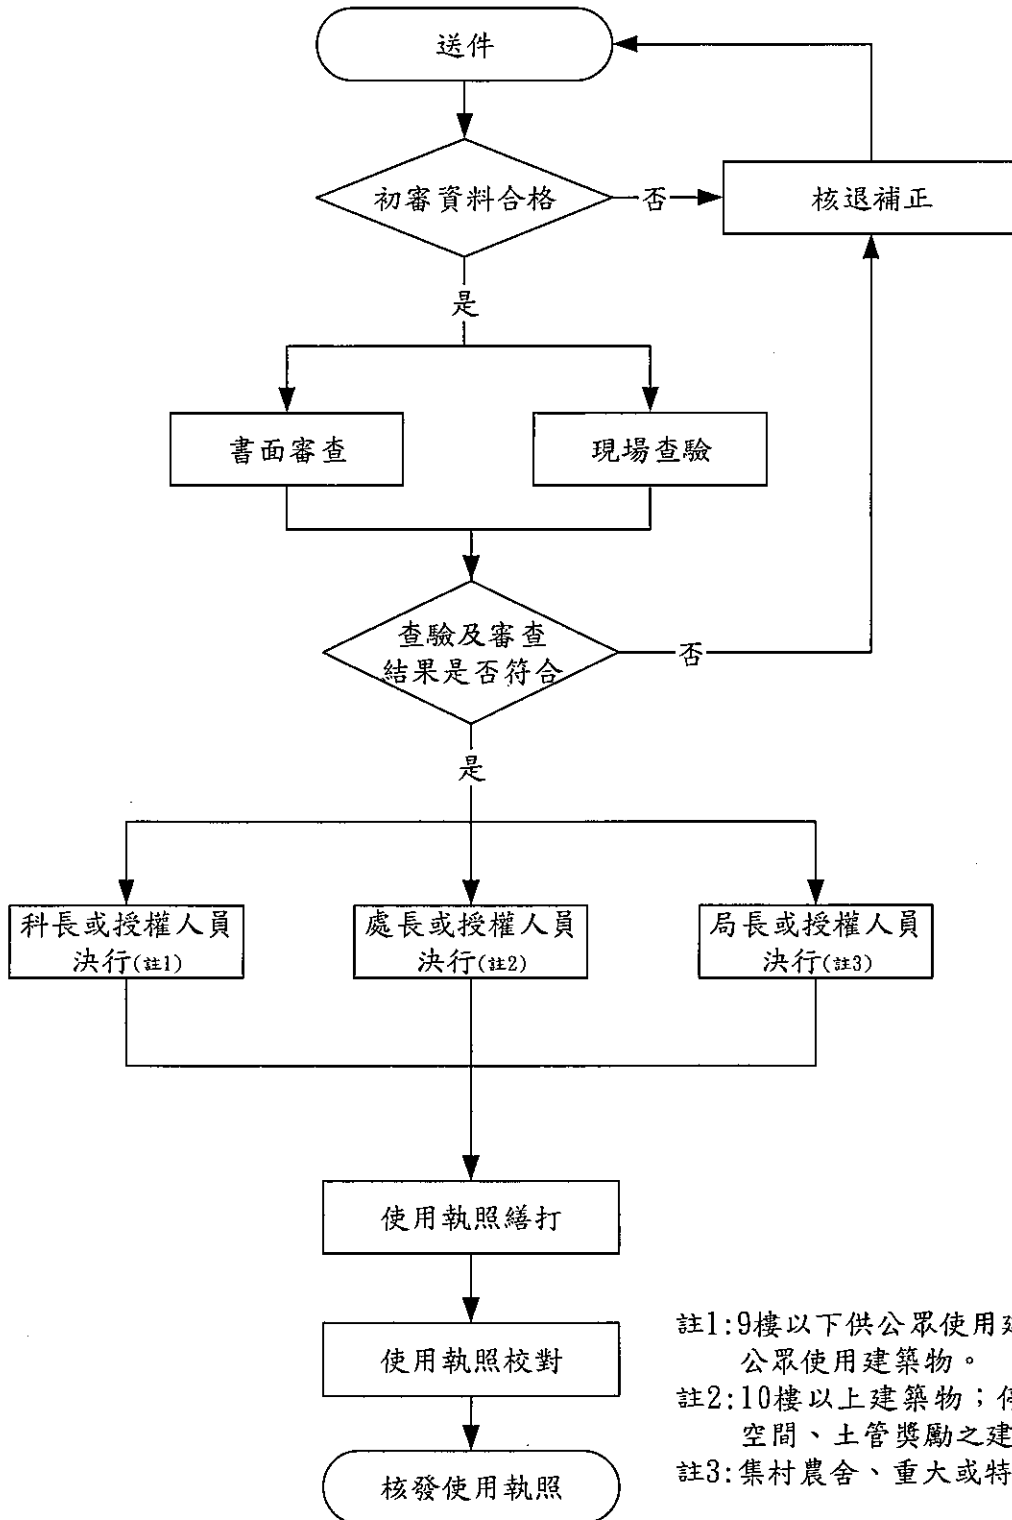 送件
初審資料合格
否
核退補正
是
書面審查
現場查驗
查驗及審查
結果是否符合
否
是
科長或授權人員
決行(註1)
處長或授權人員
決行(註2)
局長或授權人員
決行(註3)
使用執照繕打
使用執照校對
核發使用執照
註1:9樓以下供公眾使用
公眾使用建築物。
註2:10樓以上建築物；
空間、土管獎勵之建
註3:集村農舍、重大或特